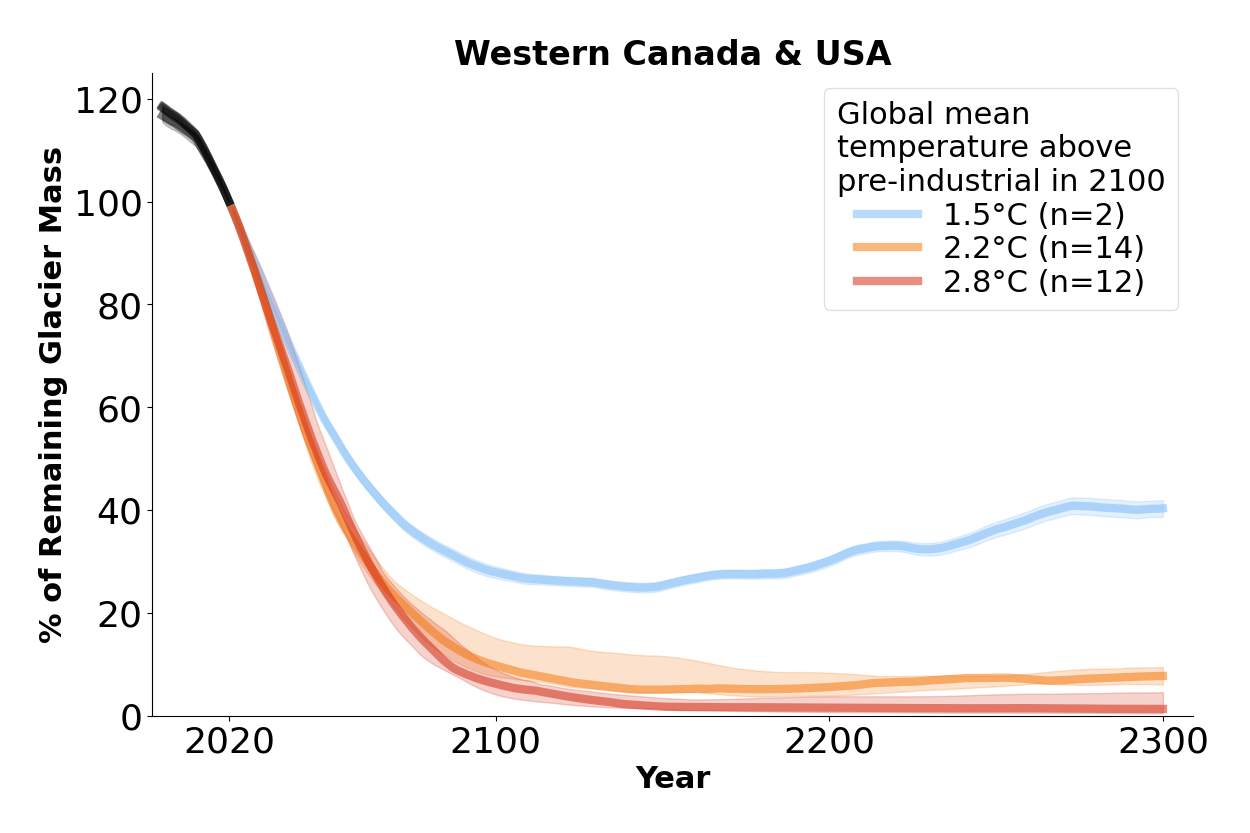 Western Canada & USA
% of Remaining Glacier Mass
120
100
80
60
40
20
0
Global mean
temperature above
pre-industrial in 2100
1.5°C (n=2)
2.2°C (n=14)
2.8°C (n=12)
2020
2100
2200
2300
Year